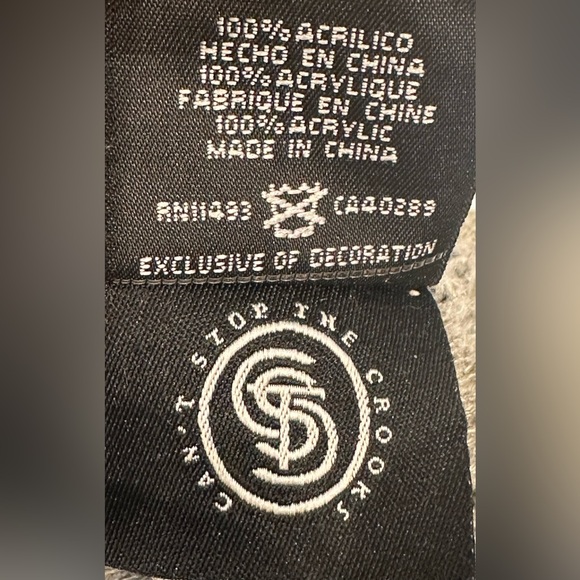 100% ACRILICO
HECHO EN CHINA
100% ACRYLIQUE
FABRIQUE EN CHINE
100% ACRYLIC
MADE IN CHINA
RN11493 CA40289
EXCLUSIVE OF DECORATION
CAN'T STOP THE CROOKS